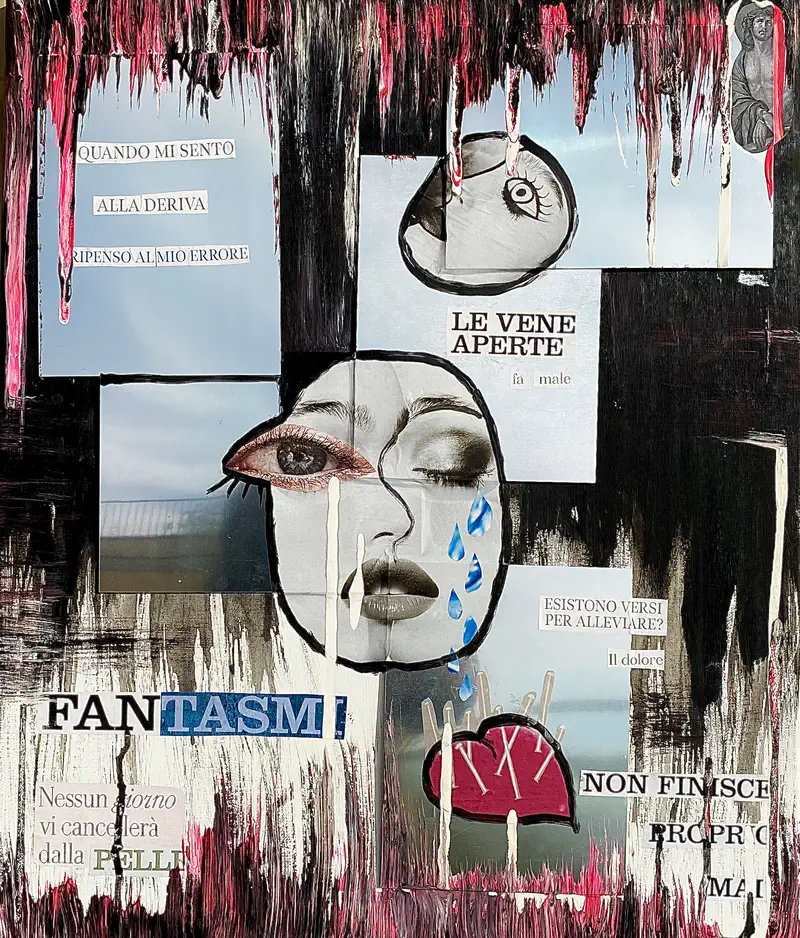 QUANDO MI SENTO
ALLA DERIVA
RIPENSO AL MIO ERRORE
LE VENE
APERTE
fa male
ESISTONO VERSI
PER ALLEVIARE?
Il dolore
FANTASMI
Nessun giorno
vi cancellerà
dalla PELLE
NON FINISCE
PROPRIO
MAI